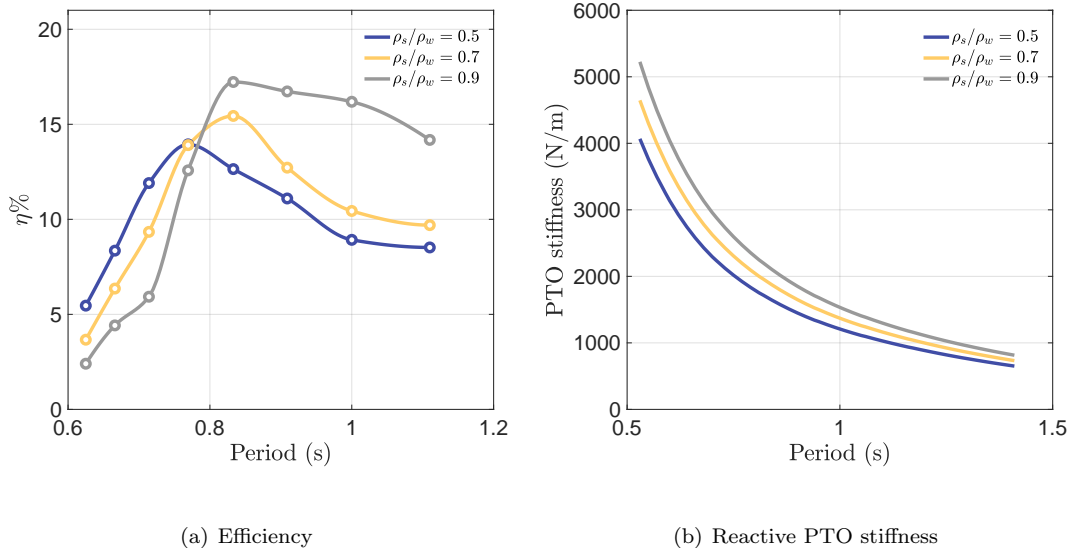 20
15
10
5
0
η%
0.6
0.8
1
1.2
Period (s)
ρs/ρw = 0.5
ρs/ρw = 0.7
ρs/ρw = 0.9
(a) Efficiency
6000
5000
4000
3000
2000
1000
0
PTO stiffness (N/m)
0.5
1
1.5
Period (s)
ρs/ρw = 0.5
ρs/ρw = 0.7
ρs/ρw = 0.9
(b) Reactive PTO stiffness